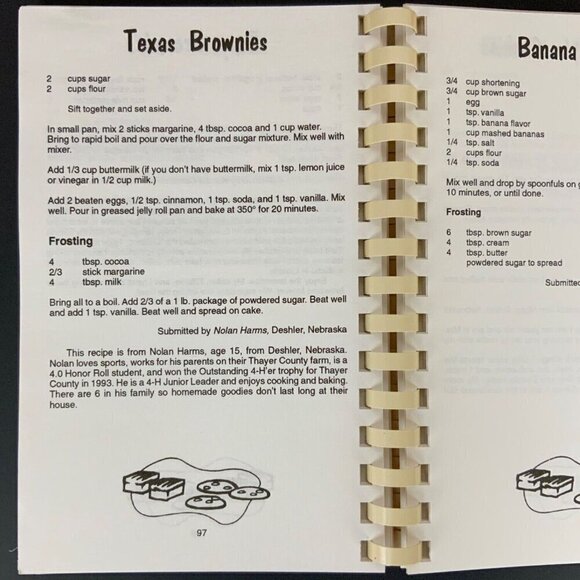 Texas Brownies
2 cups sugar
2 cups flour
Sift together and set aside.
In small pan, mix 2 sticks margarine, 4 tbsp. cocoa and 1 cup water.
Bring to rapid boil and pour over the flour and sugar mixture. Mix well with
mixer.
Add 1/3 cup buttermilk (if you don't have buttermilk, mix 1 tsp. lemon juice
or vinegar in 1/2 cup milk.)
Add 2 beaten eggs, 1/2 tsp. cinnamon, 1 tsp. soda, and 1 tsp. vanilla. Mix
well. Pour in greased jelly roll pan and bake at 350° for 20 minutes.
Frosting
4 tbsp. cocoa
2/3 stick margarine
4 tbsp. milk
Bring all to a boil. Add 2/3 of a 1 lb. package of powdered sugar. Beat well
and add 1 tsp. vanilla. Beat well and spread on cake.
Submitted by Nolan Harms, Deshler, Nebraska
This recipe is from Nolan Harms, age 15, from Deshler, Nebraska.
Nolan loves sports, works for his parents on their Thayer County farm, is a
4.0 Honor Roll student, and won the Outstanding 4-H'er trophy for Thayer
County in 1993. He is a 4-H Junior Leader and enjoys cooking and baking.
There are 6 in his family so homemade goodies don't last long at their
house.
97
Banana
3/4 cup shortening
3/4 cup brown sugar
1 egg
1 tsp. vanilla
1 tsp. banana flavor
1 cup mashed bananas
1/4 tsp. salt
2 cups flour
1/4 tsp. soda
Mix well and drop by spoonfuls on
10 minutes, or until done.
Frosting
6 tbsp. brown sugar
4 tbsp. cream
4 tbsp. butter
powdered sugar to spread
Submitted